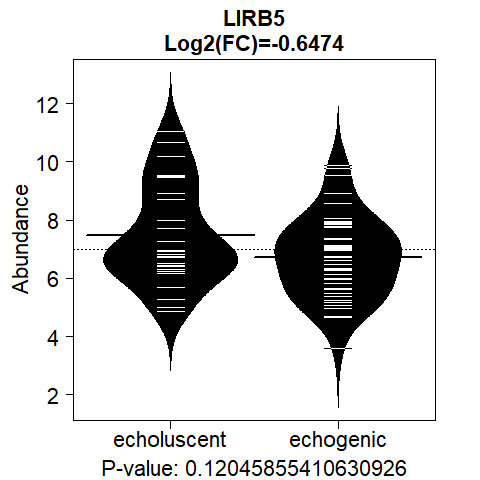 LIRB5
Log2(FC)=-0.6474
12
10
8
6
4
2
Abundance
echoluscent echogenic
P-value: 0.12045855410630926